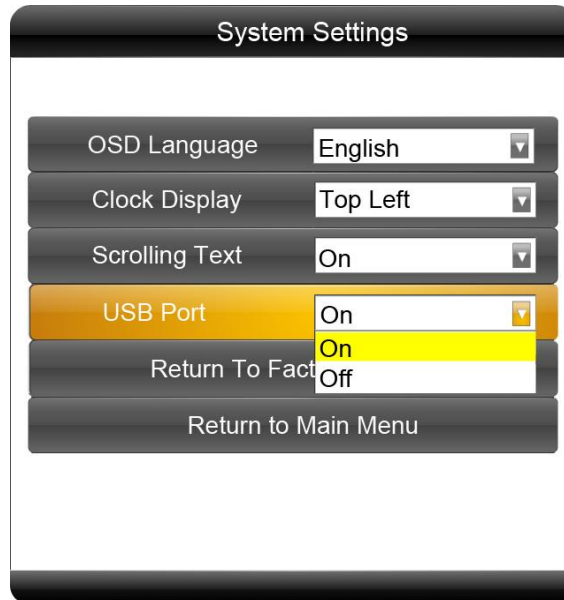 System Settings
OSD Language English
Clock Display Top Left
Scrolling Text On
USB Port On
On
Return To Fact
Off
Return to Main Menu